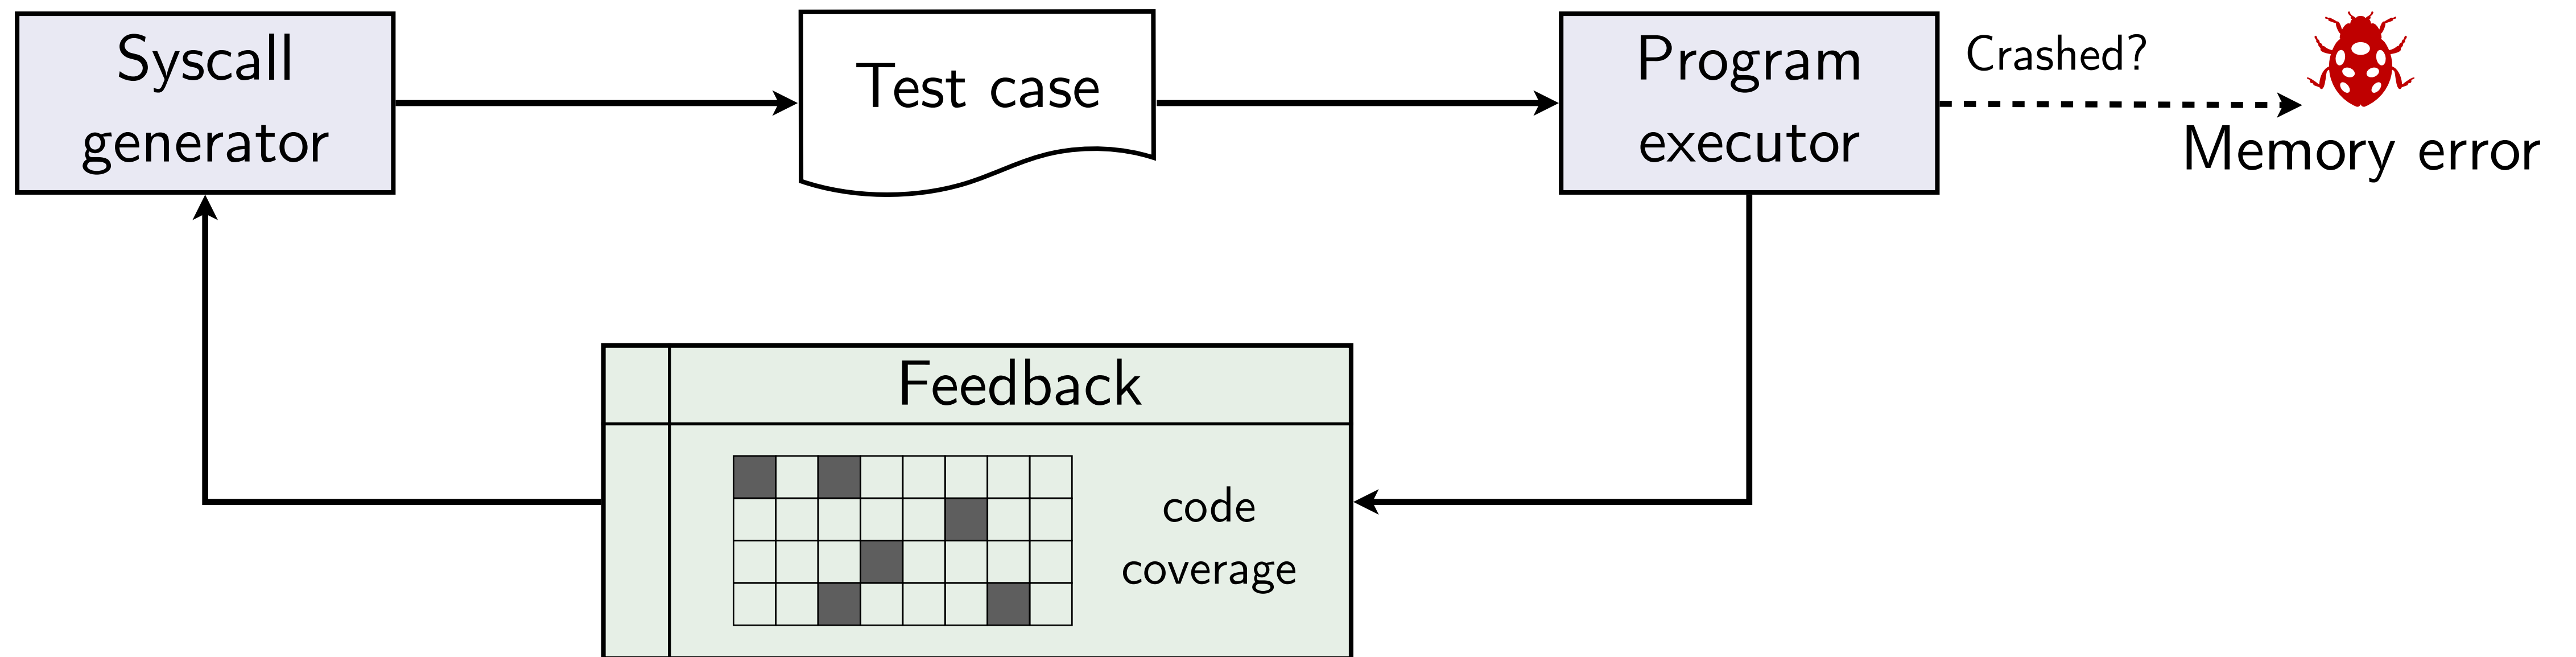 Syscall
generator
Test case
Program
executor
Crashed?
Memory error
Feedback
code
coverage